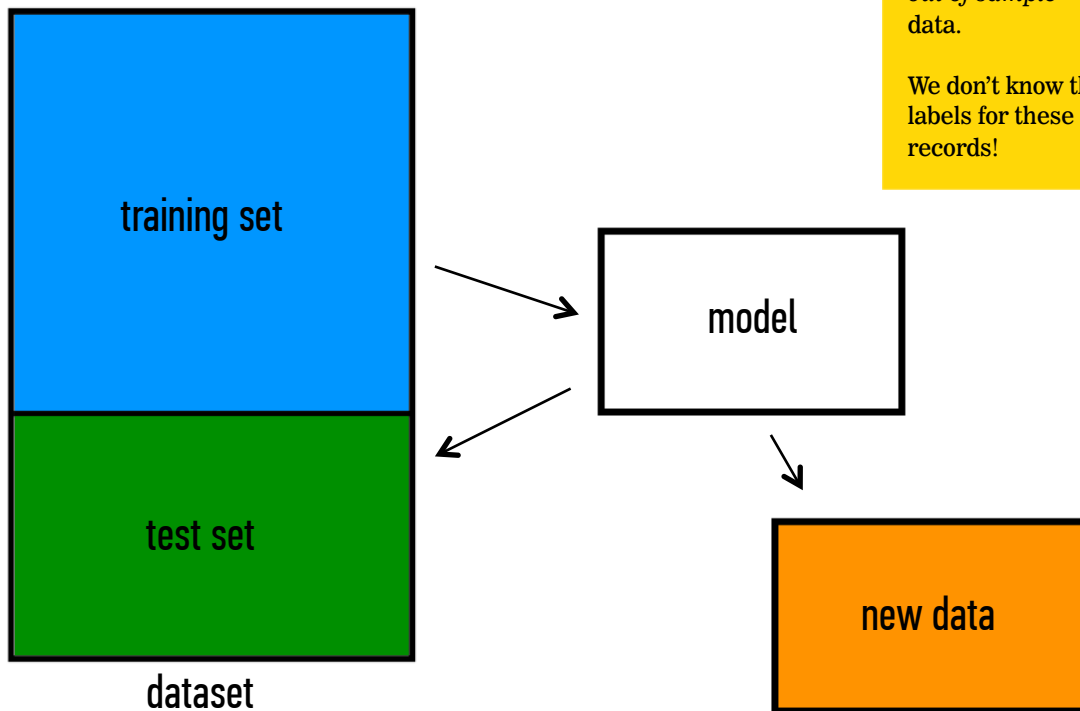 data.
We don’t know
labels for these
records!
training set
model
test set
new data
dataset